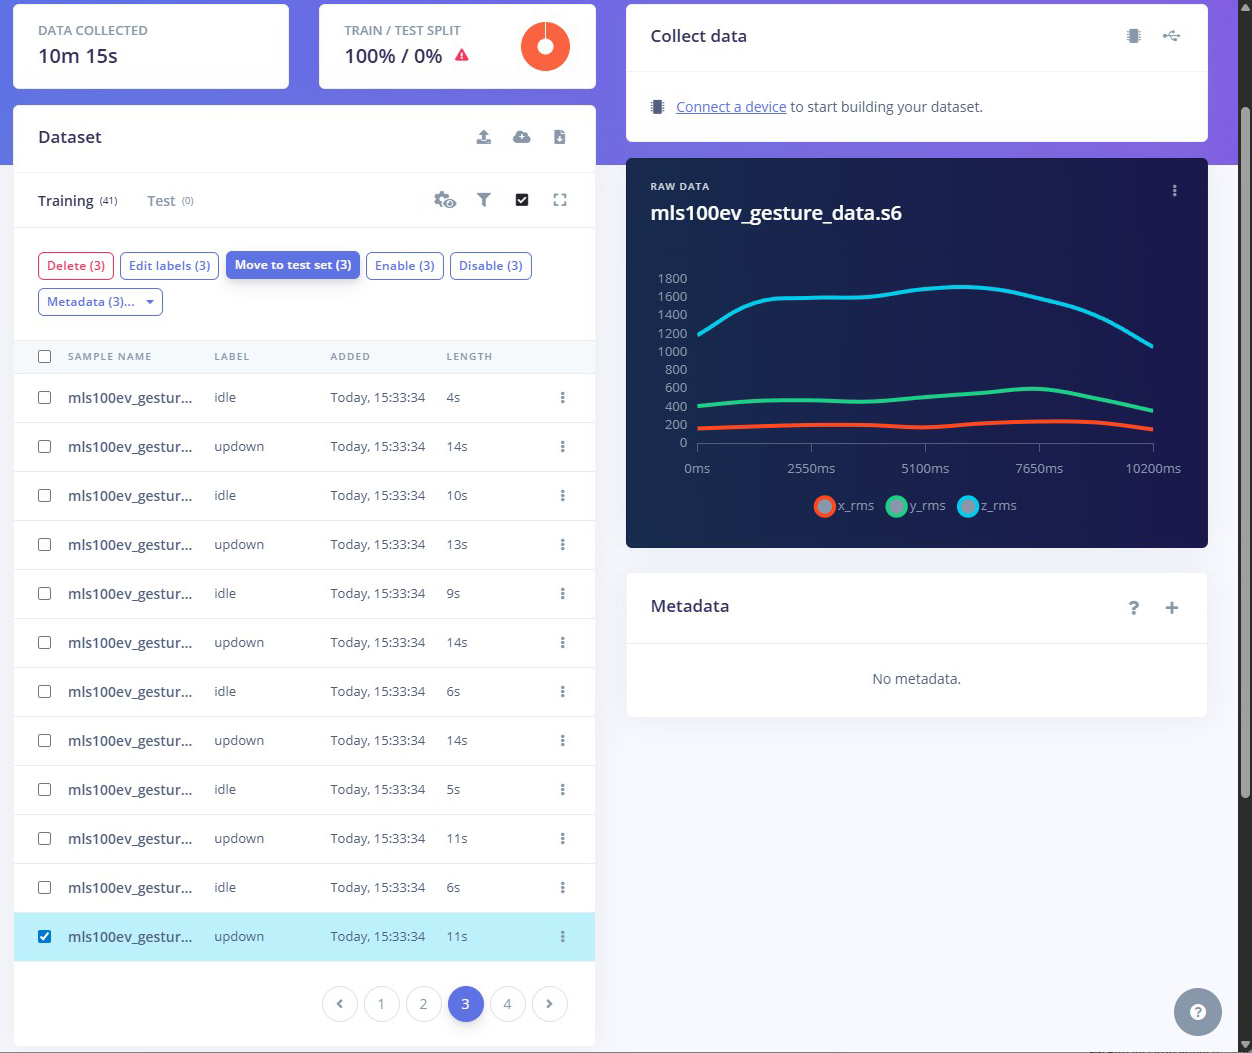 DATA COLLECTED
10m 15s
TRAIN / TEST SPLIT
100% / 0%
Collect data
Connect a device to start building your dataset.
Dataset
Training (41) Test (0)
Delete (3) Edit labels (3) Move to test set (3) Enable (3) Disable (3)
Metadata (3)...
SAMPLE NAME LABEL ADDED LENGTH
mls100ev_gestur... idle Today, 15:33:34 4s
mls100ev_gestur... updown Today, 15:33:34 14s
mls100ev_gestur... idle Today, 15:33:34 10s
mls100ev_gestur... updown Today, 15:33:34 13s
mls100ev_gestur... idle Today, 15:33:34 9s
mls100ev_gestur... updown Today, 15:33:34 14s
mls100ev_gestur... idle Today, 15:33:34 6s
mls100ev_gestur... updown Today, 15:33:34 14s
mls100ev_gestur... idle Today, 15:33:34 5s
mls100ev_gestur... updown Today, 15:33:34 11s
mls100ev_gestur... idle Today, 15:33:34 6s
mls100ev_gestur... updown Today, 15:33:34 11s
1 2 3 4
RAW DATA
mls100ev_gesture_data.s6
1800
1600
1400
1200
1000
800
600
400
200
0
0ms 2550ms 5100ms 7650ms 10200ms
x_rms y_rms z_rms
Metadata ? +
No metadata.
?